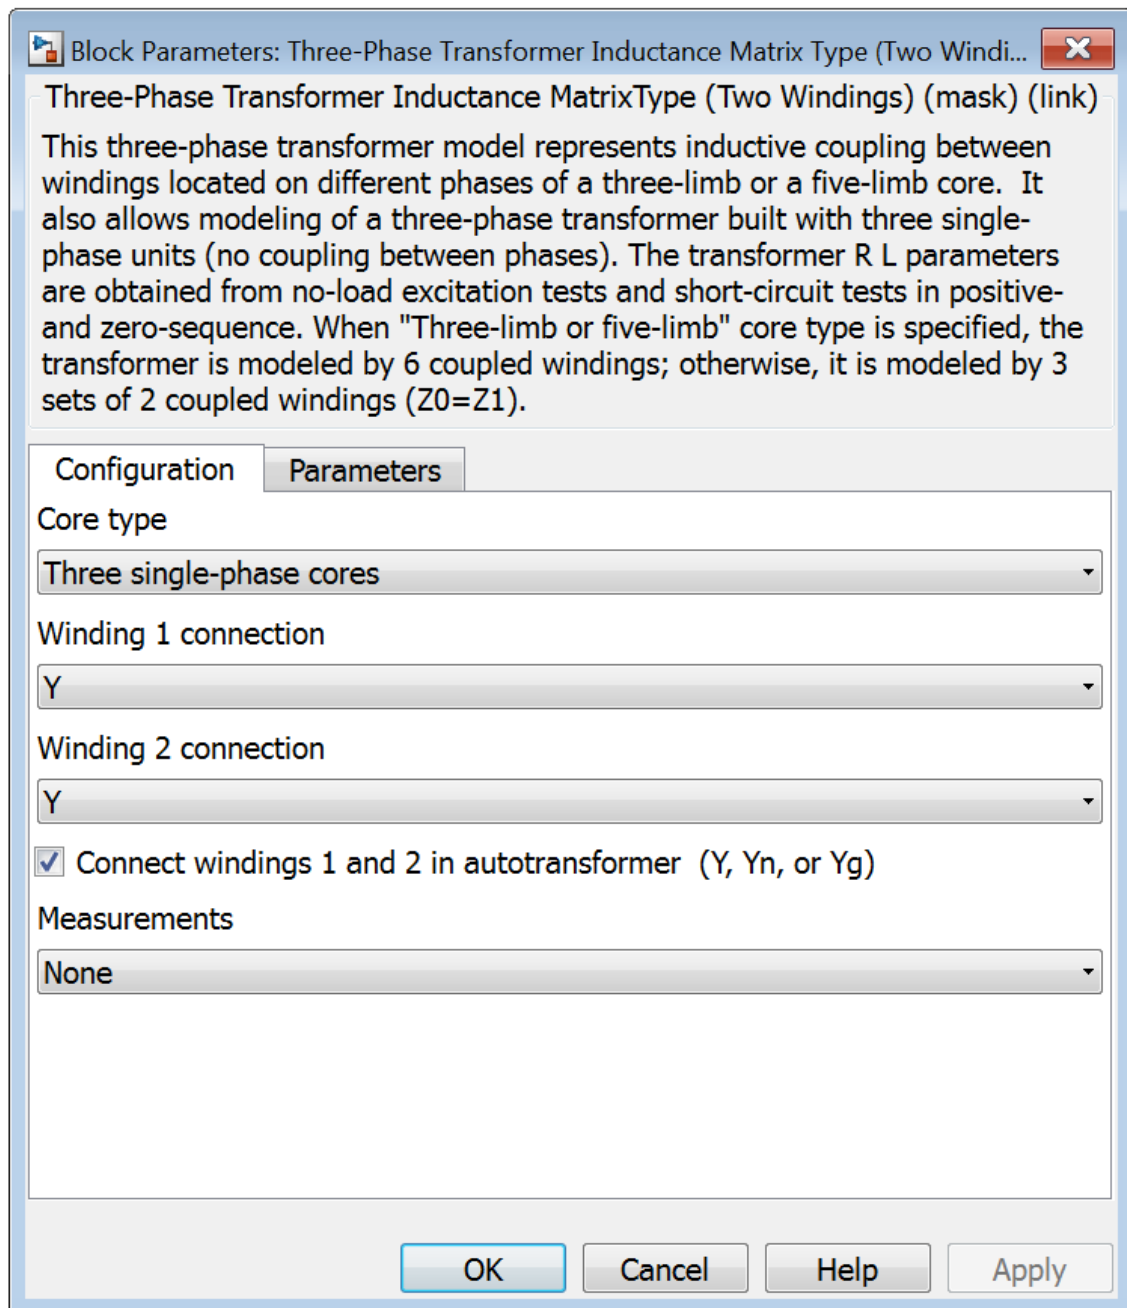 Block Parameters: Three-Phase Transformer Inductance Matrix Type (Two Windi...
Three-Phase Transformer Inductance MatrixType (Two Windings) (mask) (link)
This three-phase transformer model represents inductive coupling between
windings located on different phases of a three-limb or a five-limb core.  It
also allows modeling of a three-phase transformer built with three single-
phase units (no coupling between phases). The transformer R L parameters
are obtained from no-load excitation tests and short-circuit tests in positive-
and zero-sequence. When "Three-limb or five-limb" core type is specified, the
transformer is modeled by 6 coupled windings; otherwise, it is modeled by 3
sets of 2 coupled windings (Z0=Z1).
Configuration
Parameters
Core type
Three single-phase cores
Winding 1 connection
Y
Winding 2 connection
Y
Connect windings 1 and 2 in autotransformer  (Y, Yn, or Yg)
Measurements
None
OK
Cancel
Help
Apply